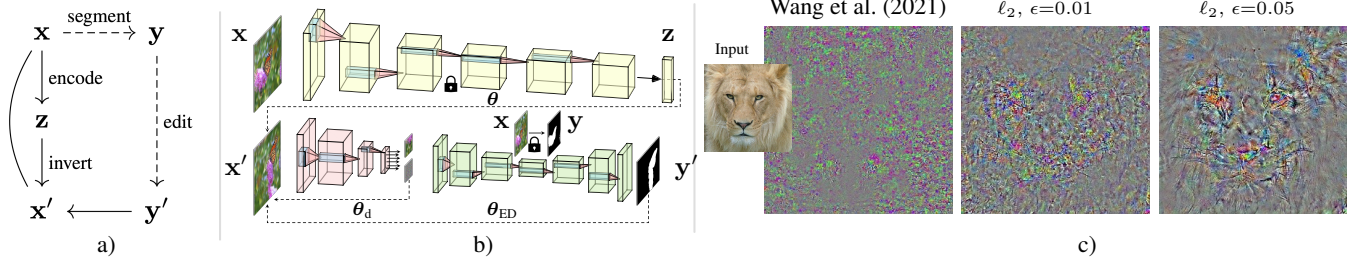 segment
x
y
encode
z
edit
invert
x′
y′
a)
x
z
θ
x
y
x′
y′
θd
θED
b)
Wang et al. (2021)
ℓ2, ϵ=0.01
ℓ2, ϵ=0.05
Input
c)